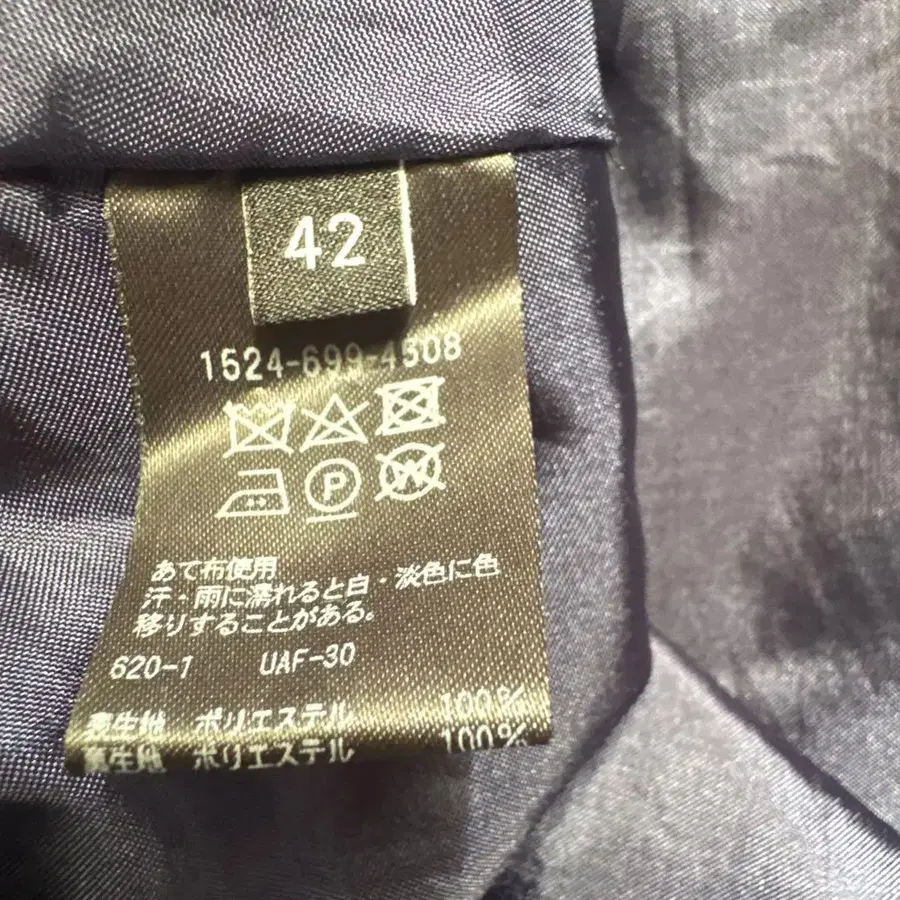 42
1524-699-4508
P
W
あて布使用
汗・雨に濡れると白・淡色に色
移りすることがある。
620-1 UAF-30
表生地 ポリエステル 100%
裏生地 ポリエステル 100%